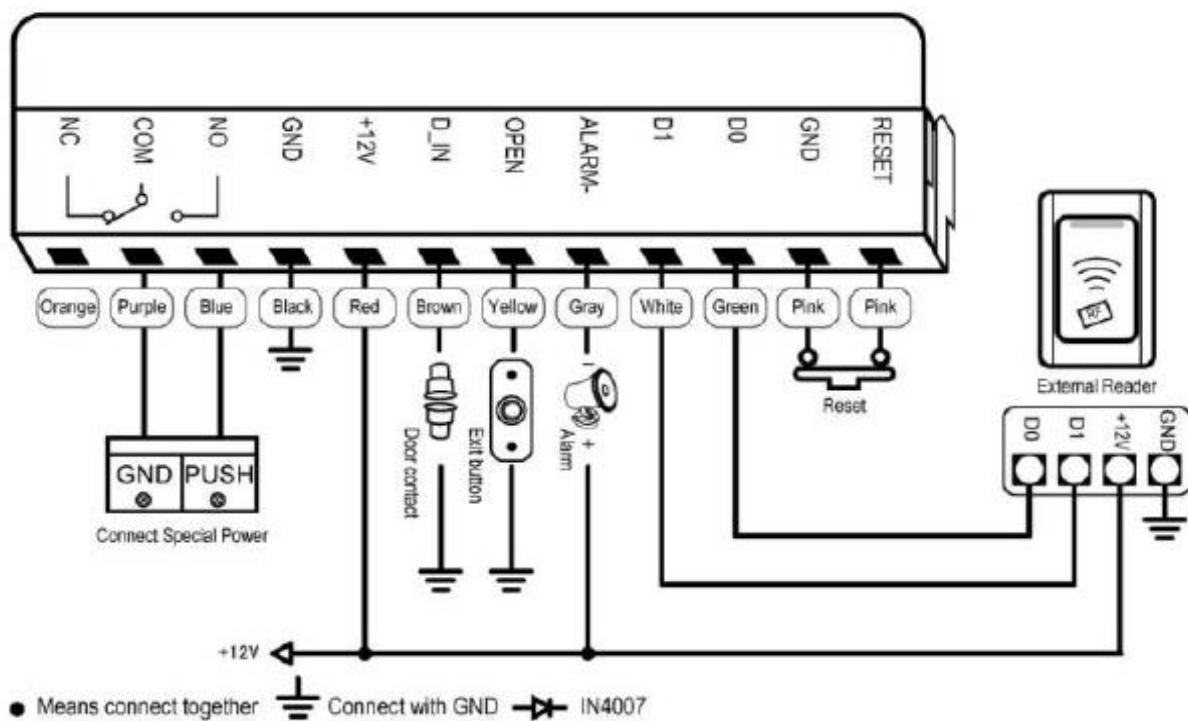 NC COM NO GND +12V D_IN OPEN ALARM- D1 D0 GND RESET
Orange Purple Blue Black Red Brown Yellow Gray White Green Pink Pink
RF
External Reader
Reset
D0 D1 +12V GND
Door contact
Exit button
−
+
Alarm
GND PUSH
Connect Special Power
+12V
Means connect together Connect with GND IN4007